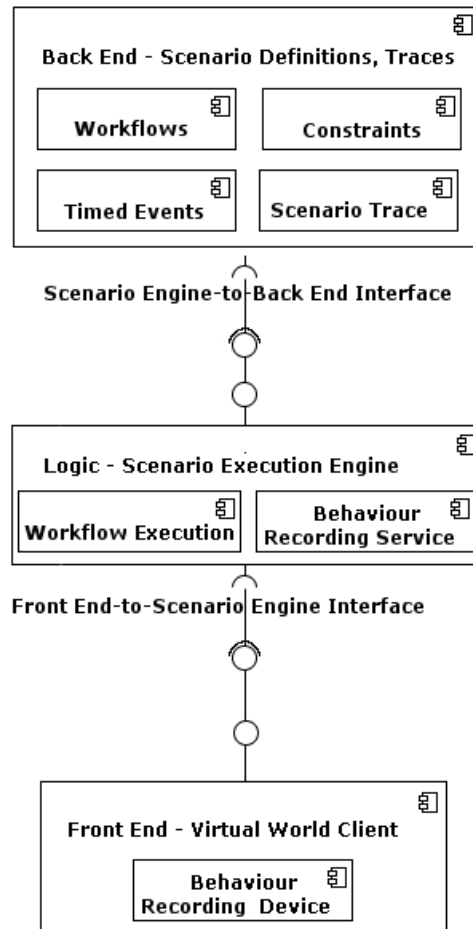 Back End - Scenario Definitions, Traces
Workflows
Constraints
Timed Events
Scenario Trace
Scenario Engine-to-Back End Interface
Logic - Scenario Execution Engine
Workflow Execution
Behaviour
Recording Service
Front End-to-Scenario Engine Interface
Front End - Virtual World Client
Behaviour
Recording Device